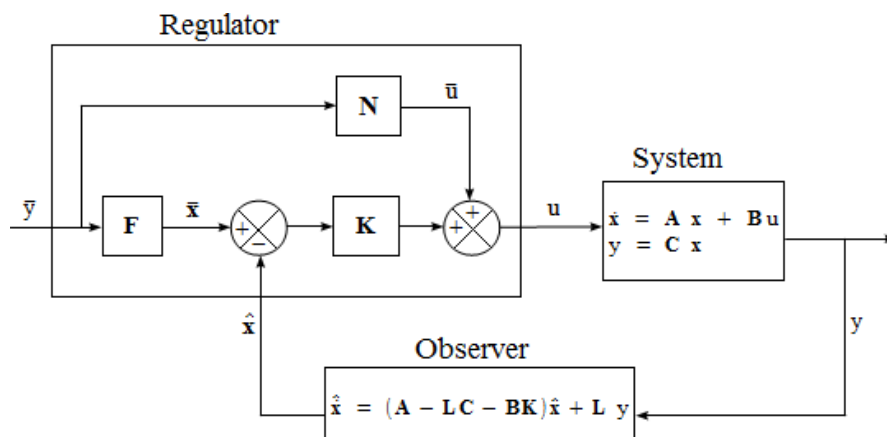 Regulator
N
ū
System
ȳ
F
x̄
+
−
K
+
+
u
ẋ = A x + B u
y = C x
x̂
y
Observer
x̂̇ = (A − LC − BK)x̂ + L y